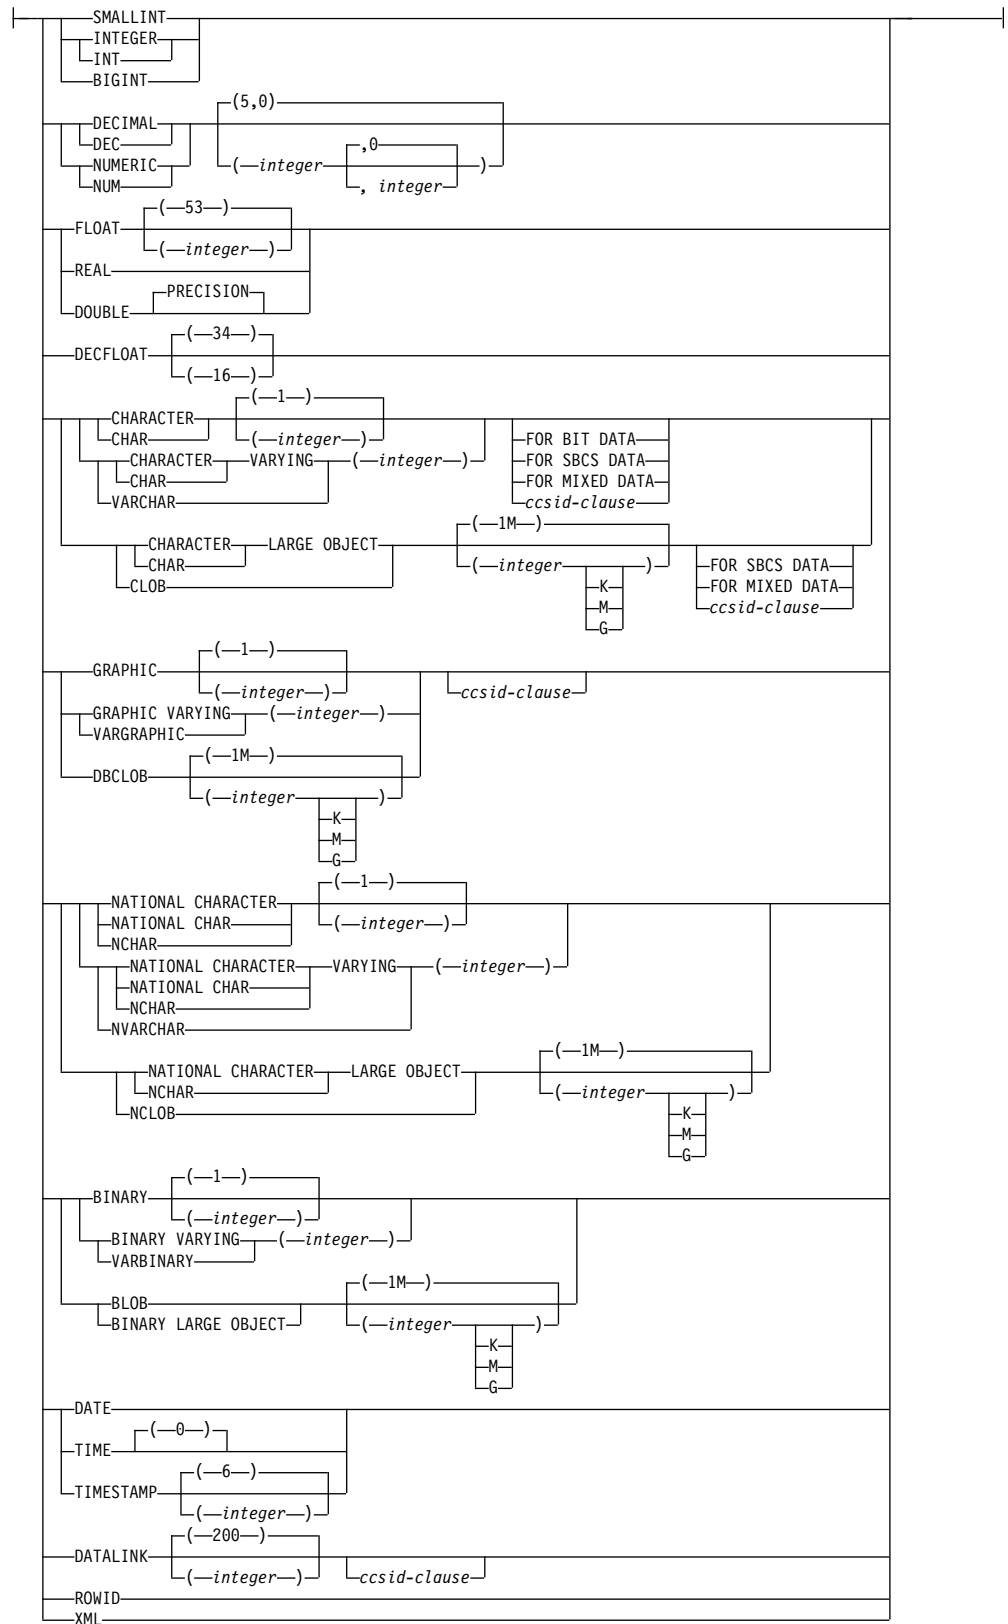 SMALLINT
INTEGER
INT
BIGINT
(5,0)
DECIMAL
DEC
,0
NUMERIC
( integer )
NUM
, integer
( 53 )
FLOAT
( integer )
REAL
PRECISION
DOUBLE
( 34 )
DECFLOAT
( 16 )
( 1 )
CHARACTER
CHAR
( integer )
FOR BIT DATA
CHARACTER VARYING ( integer )
FOR SBCS DATA
CHAR
FOR MIXED DATA
VARCHAR
ccsid-clause
( 1M )
CHARACTER LARGE OBJECT
CHAR
( integer )
FOR SBCS DATA
CLOB
K
FOR MIXED DATA
M
ccsid-clause
G
( 1 )
GRAPHIC
( integer )
ccsid-clause
GRAPHIC VARYING ( integer )
VARGRAPHIC
( 1M )
DBCLOB
( integer )
K
M
G
( 1 )
NATIONAL CHARACTER
NATIONAL CHAR
( integer )
NCHAR
NATIONAL CHARACTER VARYING ( integer )
NATIONAL CHAR
NCHAR
NVARCHAR
( 1M )
NATIONAL CHARACTER LARGE OBJECT
NCHAR
( integer )
NCLOB
K
M
G
( 1 )
BINARY
( integer )
BINARY VARYING ( integer )
VARBINARY
( 1M )
BLOB
BINARY LARGE OBJECT
( integer )
K
M
G
DATE
( 0 )
TIME
( 6 )
TIMESTAMP
( integer )
( 200 )
DATALINK
( integer )
ccsid-clause
ROWID
XML